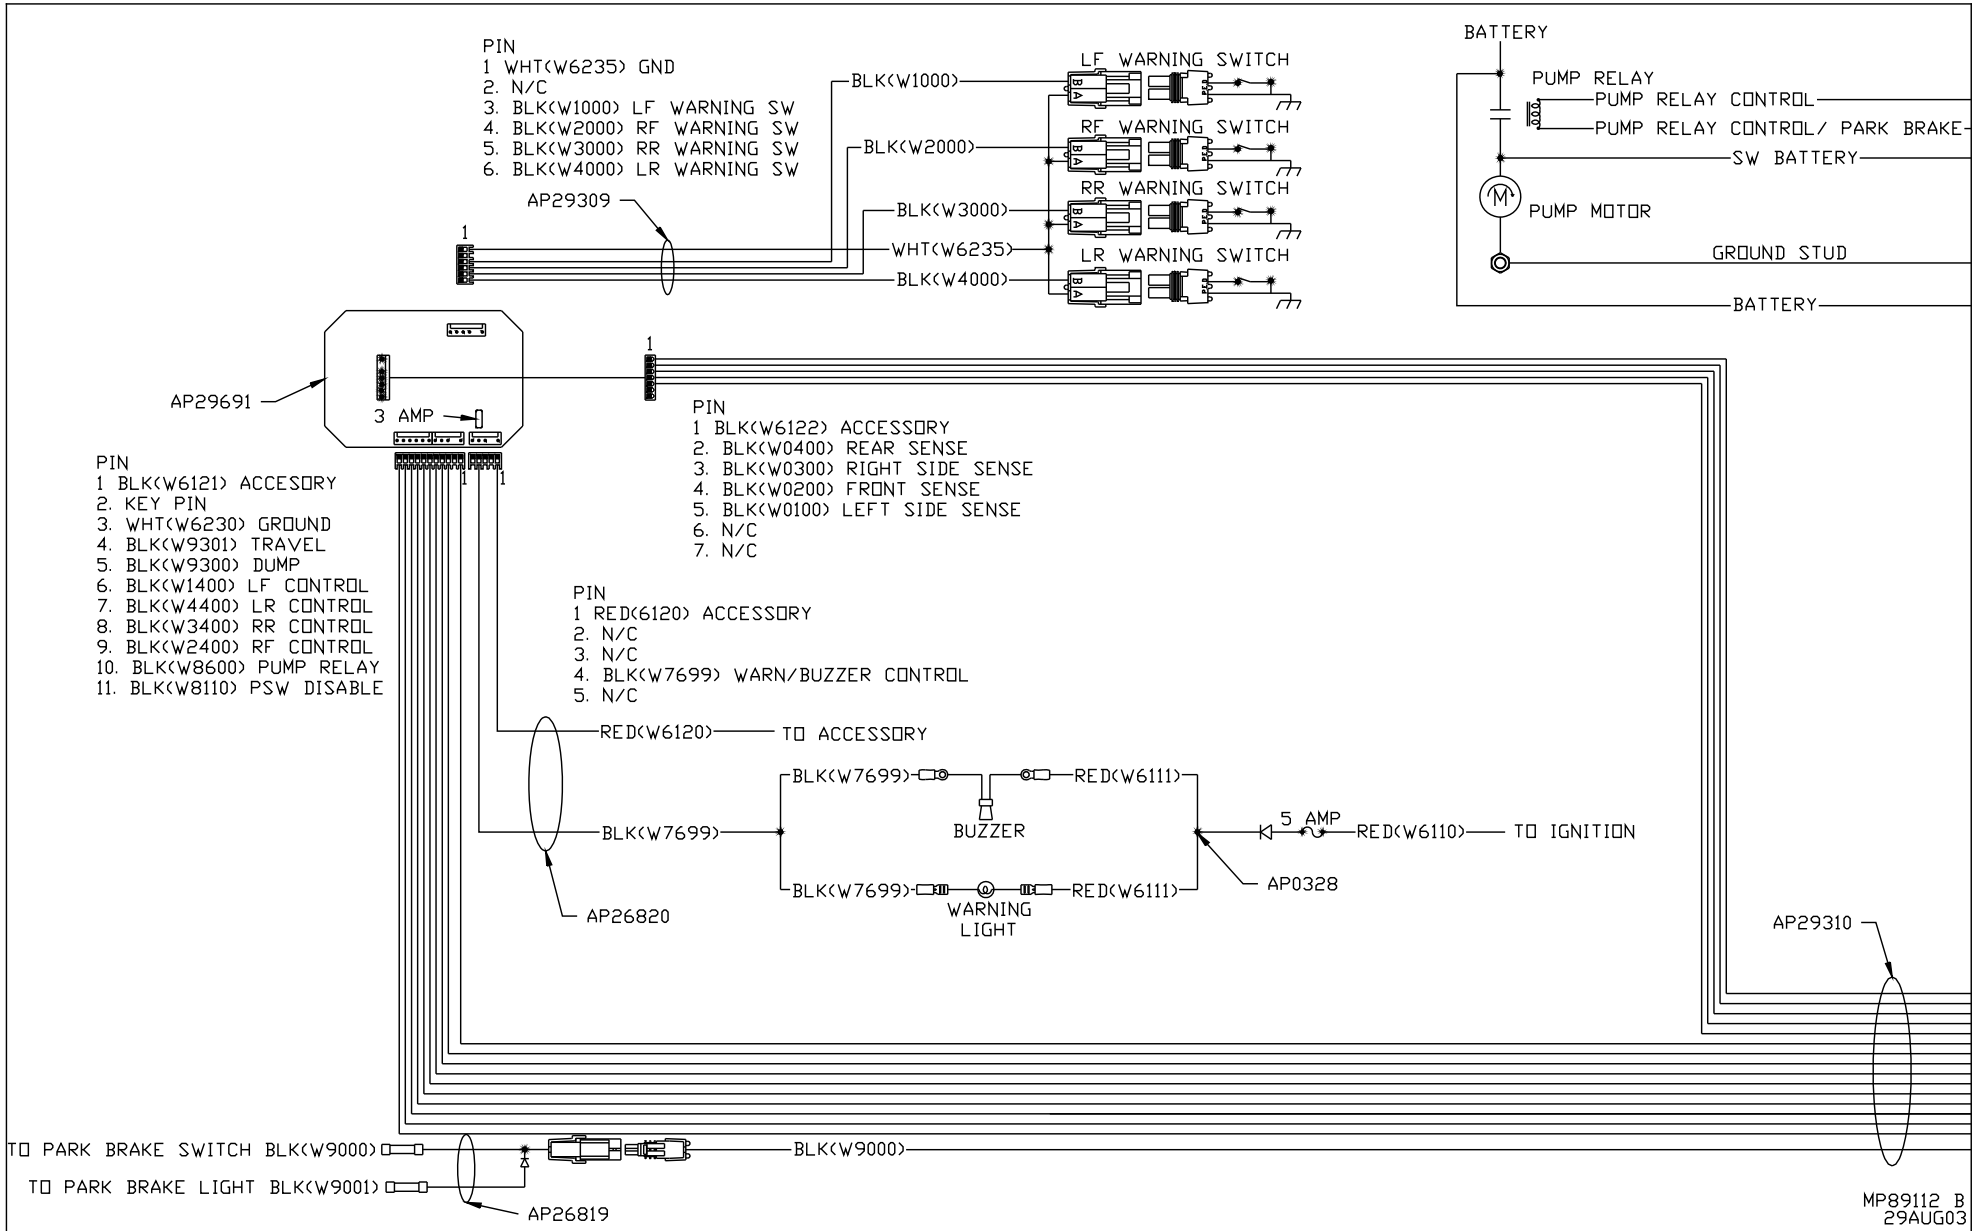 PIN
1 WHT(W6235) GND
2. N/C
3. BLK(W1000) LF WARNING SW
4. BLK(W2000) RF WARNING SW
5. BLK(W3000) RR WARNING SW
6. BLK(W4000) LR WARNING SW
AP29309
1
BLK(W1000)
BLK(W2000)
BLK(W3000)
WHT(W6235)
BLK(W4000)
LF WARNING SWITCH
B
A
RF WARNING SWITCH
B
A
RR WARNING SWITCH
B
A
LR WARNING SWITCH
B
A
BATTERY
PUMP RELAY
PUMP RELAY CONTROL
PUMP RELAY CONTROL/ PARK BRAKE
SW BATTERY
M
PUMP MOTOR
GROUND STUD
BATTERY
AP29691
3 AMP
1
1
1
PIN
1 BLK(W6122) ACCESSORY
2. BLK(W0400) REAR SENSE
3. BLK(W0300) RIGHT SIDE SENSE
4. BLK(W0200) FRONT SENSE
5. BLK(W0100) LEFT SIDE SENSE
6. N/C
7. N/C
PIN
1 BLK(W6121) ACCESORY
2. KEY PIN
3. WHT(W6230) GROUND
4. BLK(W9301) TRAVEL
5. BLK(W9300) DUMP
6. BLK(W1400) LF CONTROL
7. BLK(W4400) LR CONTROL
8. BLK(W3400) RR CONTROL
9. BLK(W2400) RF CONTROL
10. BLK(W8600) PUMP RELAY
11. BLK(W8110) PSW DISABLE
PIN
1 RED(6120) ACCESSORY
2. N/C
3. N/C
4. BLK(W7699) WARN/BUZZER CONTROL
5. N/C
RED(W6120) TO ACCESSORY
BLK(W7699) RED(W6111)
BUZZER
BLK(W7699)
5 AMP
RED(W6110) TO IGNITION
BLK(W7699) RED(W6111)
WARNING
LIGHT
AP0328
AP26820
AP29310
TO PARK BRAKE SWITCH BLK(W9000)
BLK(W9000)
TO PARK BRAKE LIGHT BLK(W9001)
AP26819
MP89112 B
29AUG03